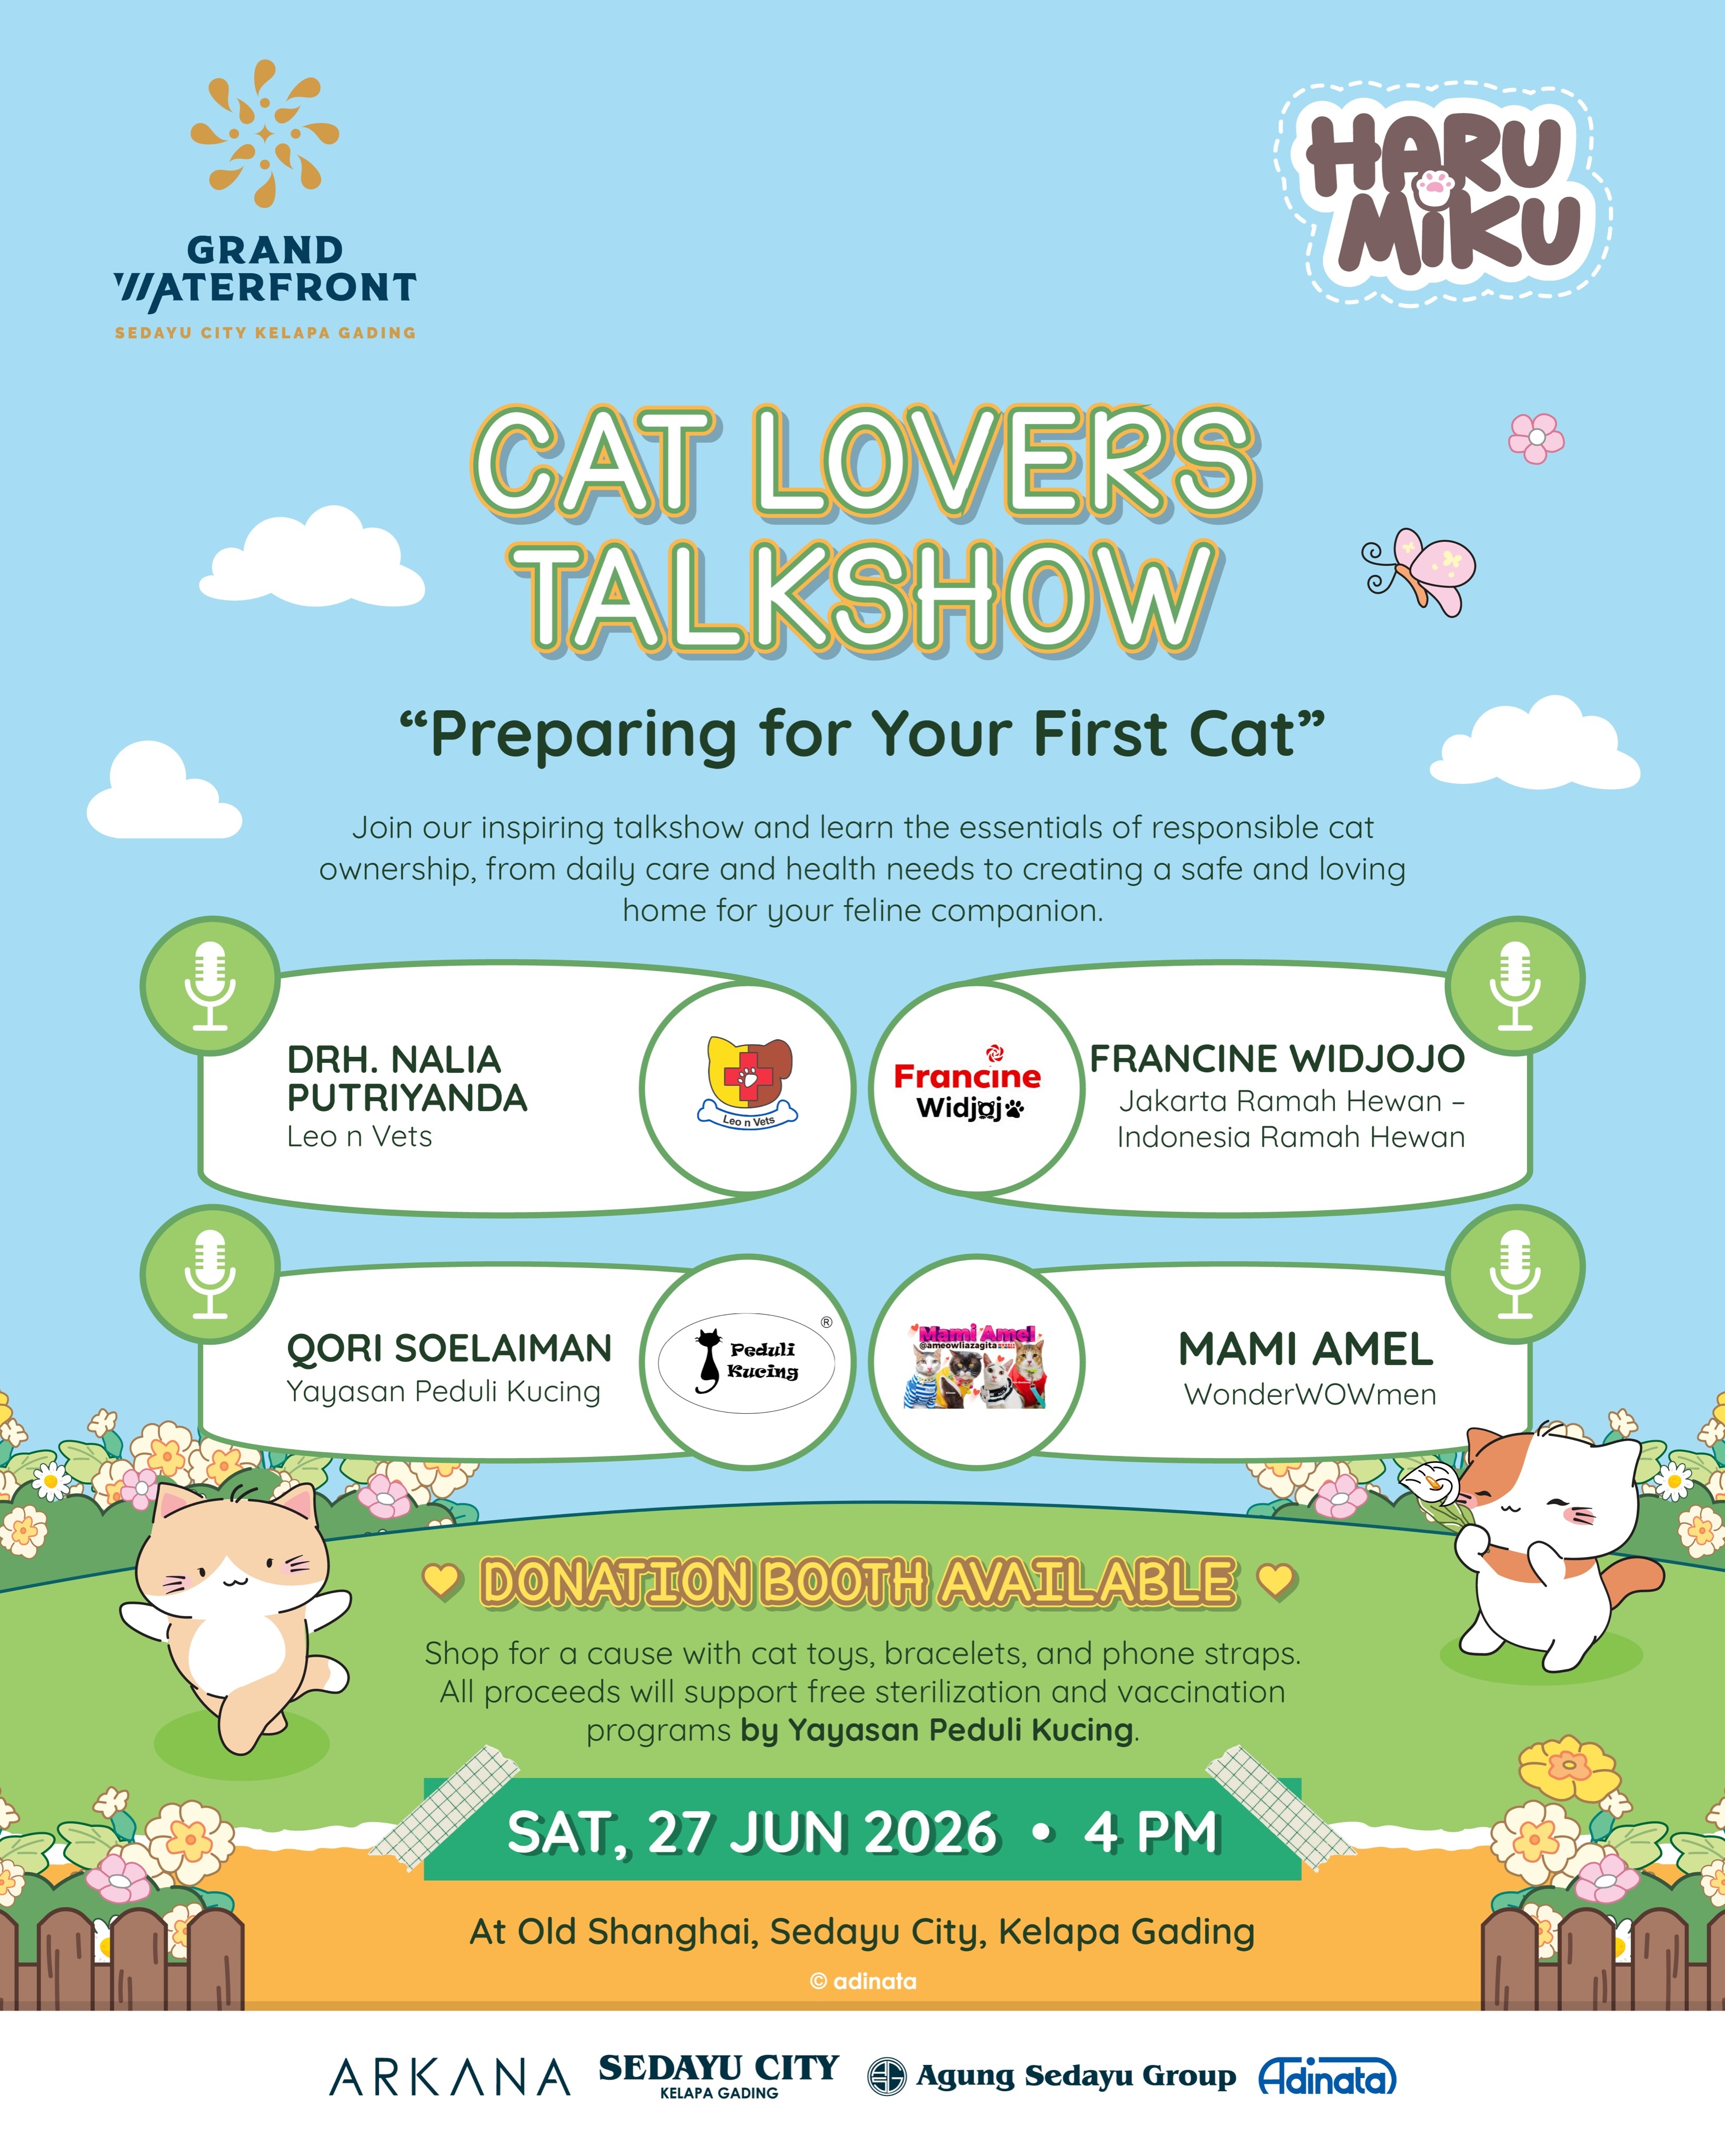 GRAND
WATERFRONT
SEDAYU CITY KELAPA GADING
HARU
MiKU
CAT LOVERS
TALKSHOW
“Preparing for Your First Cat”
Join our inspiring talkshow and learn the essentials of responsible cat
ownership, from daily care and health needs to creating a safe and loving
home for your feline companion.
DRH. NALIA
PUTRIYANDA
Leo n Vets
Leo n Vets
Francine
Widjojo
FRANCINE WIDJOJO
Jakarta Ramah Hewan –
Indonesia Ramah Hewan
QORI SOELAIMAN
Yayasan Peduli Kucing
Peduli
Kucing
®
Mami Amel
@ameowliazagita
MAMI AMEL
WonderWOWmen
DONATION BOOTH AVAILABLE
Shop for a cause with cat toys, bracelets, and phone straps.
All proceeds will support free sterilization and vaccination
programs by Yayasan Peduli Kucing.
SAT, 27 JUN 2026 • 4 PM
At Old Shanghai, Sedayu City, Kelapa Gading
© adinata
ARKANA
SEDAYU CITY
KELAPA GADING
Agung Sedayu Group
Adinata